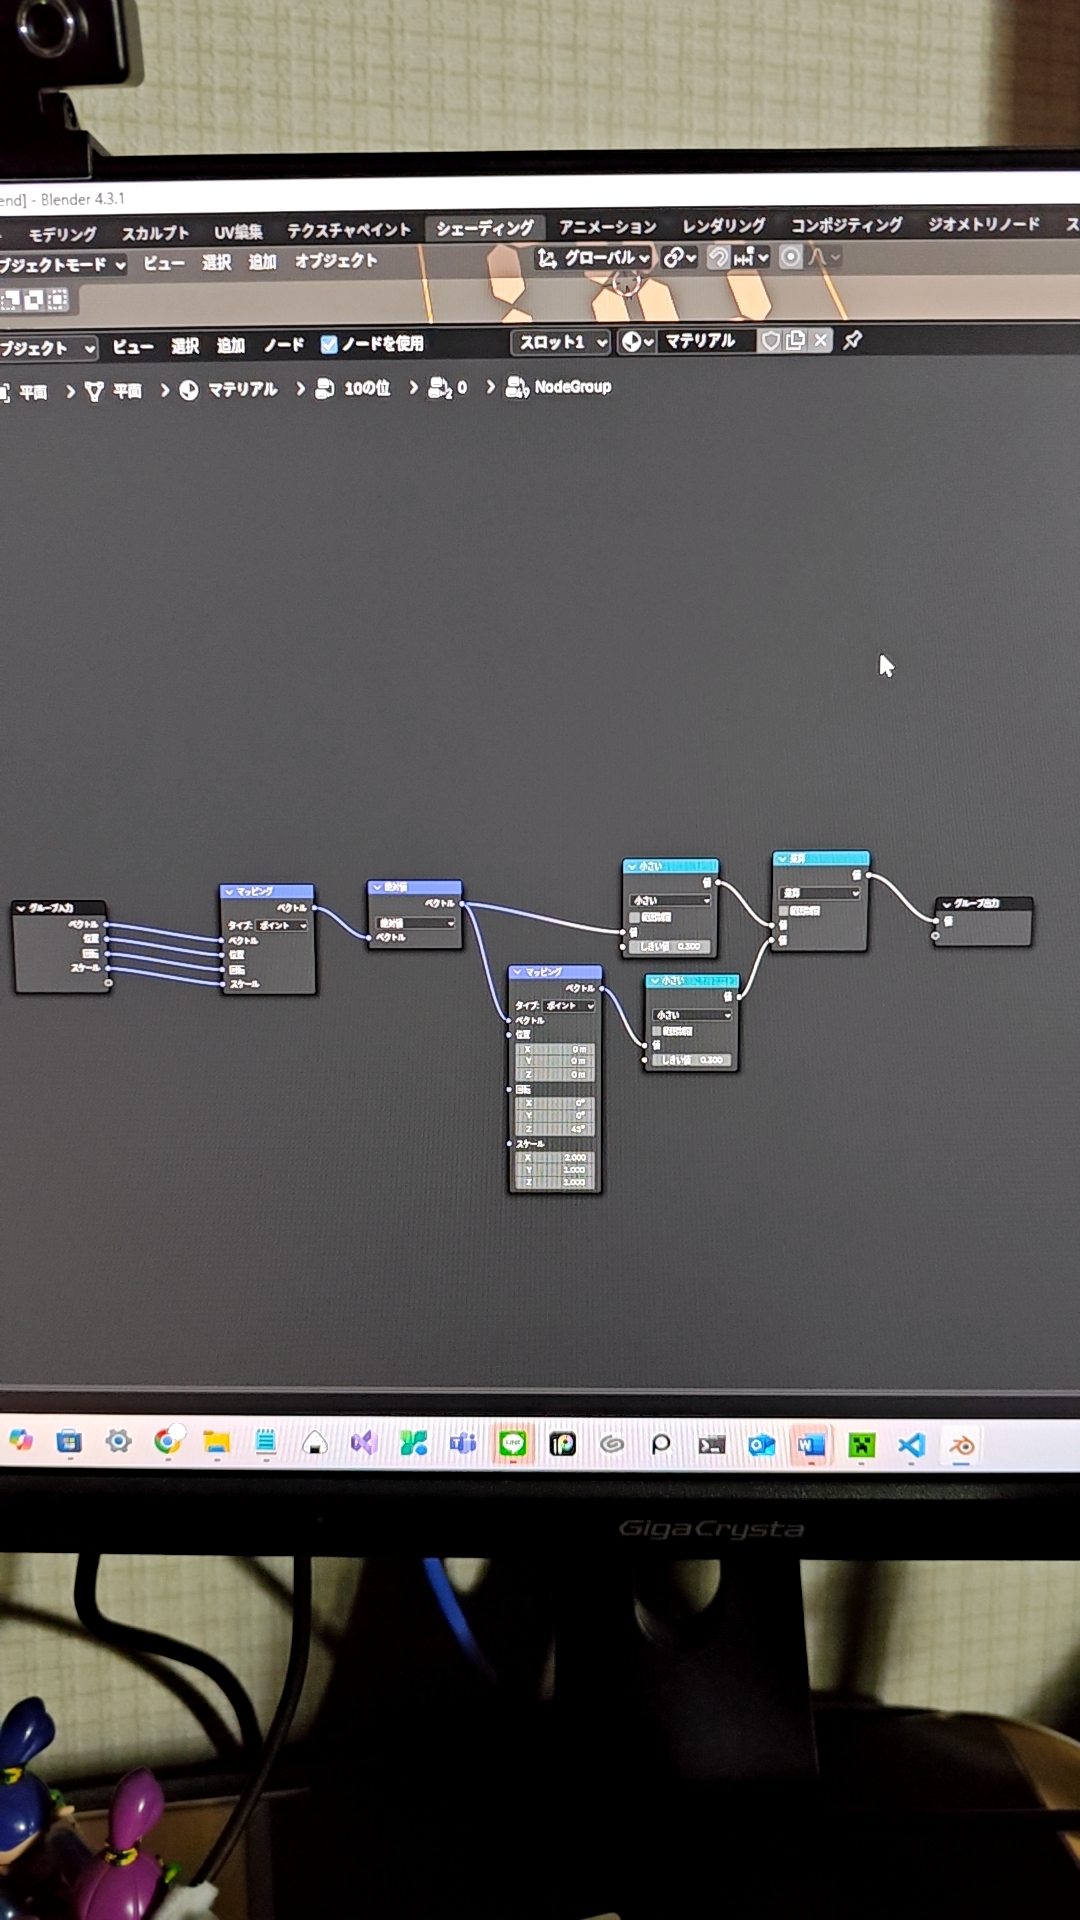 end] - Blender 4.3.1
モデリング スカルプト UV編集 テクスチャペイント シェーディング アニメーション レンダリング コンポジティング ジオメトリノード ス
ブジェクトモード ビュー 選択 追加 オブジェクト グローバル
ブジェクト ビュー 選択 追加 ノード ノードを使用 スロット1 マテリアル
平面 平面 マテリアル 10の位 2 0 NodeGroup
グループ入力
ベクトル
位置
回転
スケール
マッピング
ベクトル
タイプ: ポイント
ベクトル
位置
回転
スケール
絶対値
ベクトル
絶対値
ベクトル
マッピング
ベクトル
タイプ: ポイント
ベクトル
位置
X 0 m
Y 0 m
Z 0 m
回転
X 0°
Y 0°
Z 45°
スケール
X 2.000
Y 1.000
Z 1.000
小さい
値
小さい
範囲制限
値
しきい値 0.300
小さい
値
小さい
範囲制限
値
しきい値 0.300
値
範囲制限
値
値
グループ出力
値
LINE
GigaCrysta